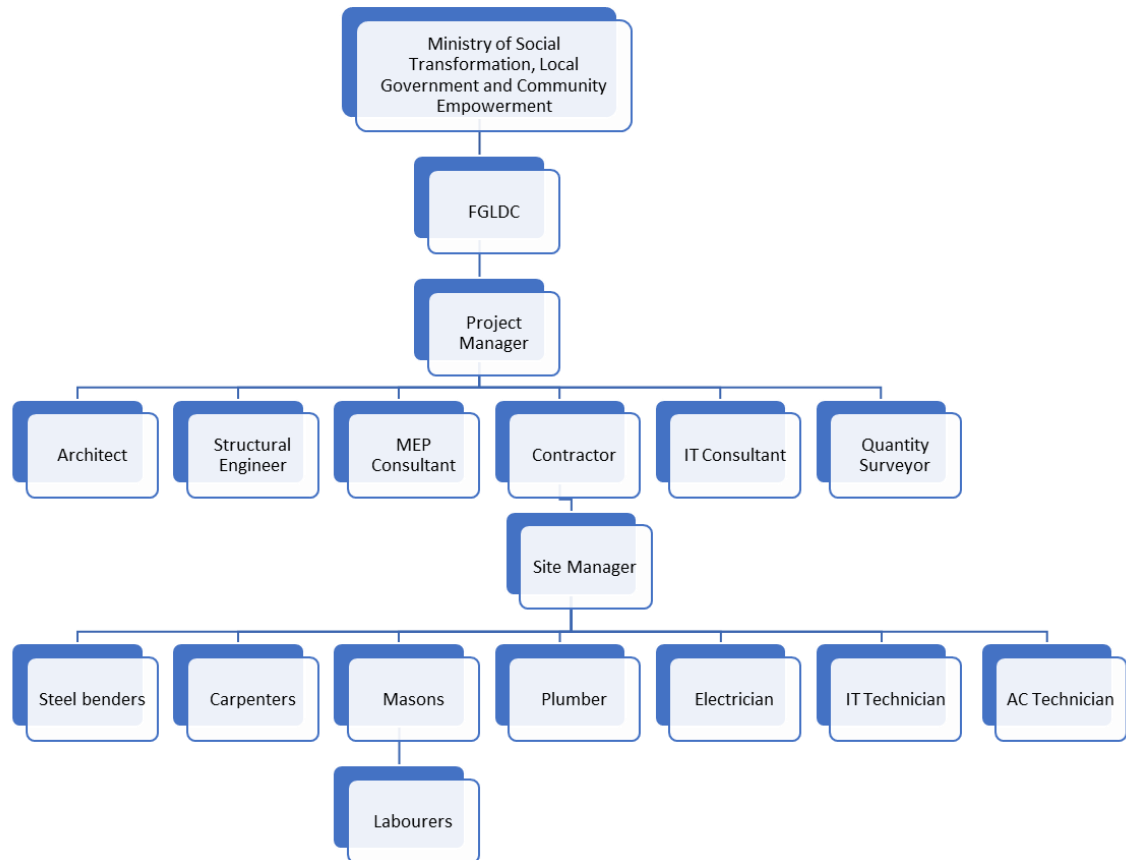 Ministry of Social
Transformation, Local
Government and Community
Empowerment
FGLDC
Project
Manager
Architect
Structural
Engineer
MEP
Consultant
Contractor
IT Consultant
Quantity
Surveyor
Site Manager
Steel benders
Carpenters
Masons
Plumber
Electrician
IT Technician
AC Technician
Labourers